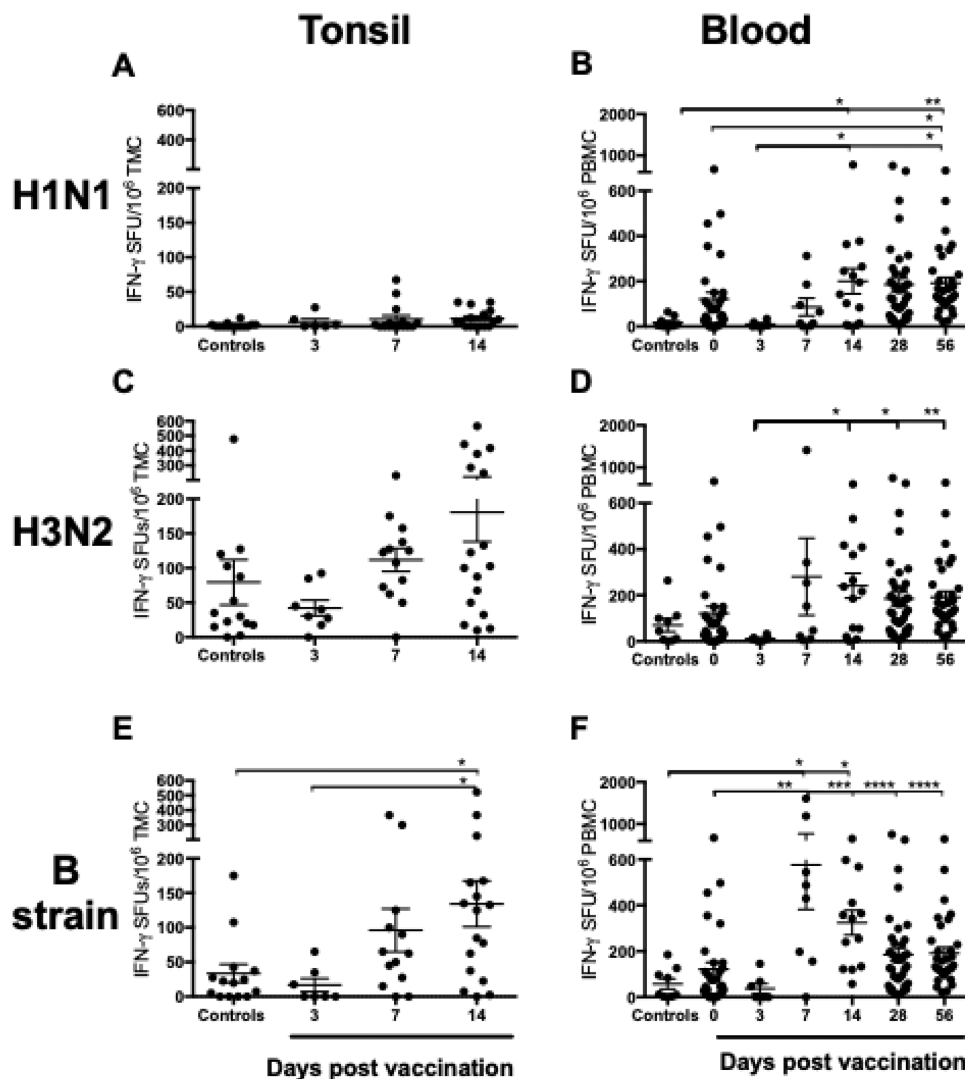 Tonsil
Blood
A
B
H1N1
IFN-γ SFU/10⁶ TMC
600
400
200
150
100
50
0
Controls 3 7 14
IFN-γ SFU/10⁶ PBMC
2000
1000
600
400
200
0
* **
*
* *
Controls 0 3 7 14 28 56
C
D
H3N2
IFN-γ SFUs/10⁶ TMC
600
500
400
300
200
150
100
50
0
Controls 3 7 14
IFN-γ SFU/10⁶ PBMC
2000
1000
600
400
200
0
* * **
Controls 0 3 7 14 28 56
E
F
B
strain
IFN-γ SFUs/10⁶ TMC
600
500
400
300
200
150
100
50
0
*
*
Controls 3 7 14
Days post vaccination
IFN-γ SFU/10⁶ PBMC
2000
1000
600
400
200
0
* *
** *** **** ****
Controls 0 3 7 14 28 56
Days post vaccination